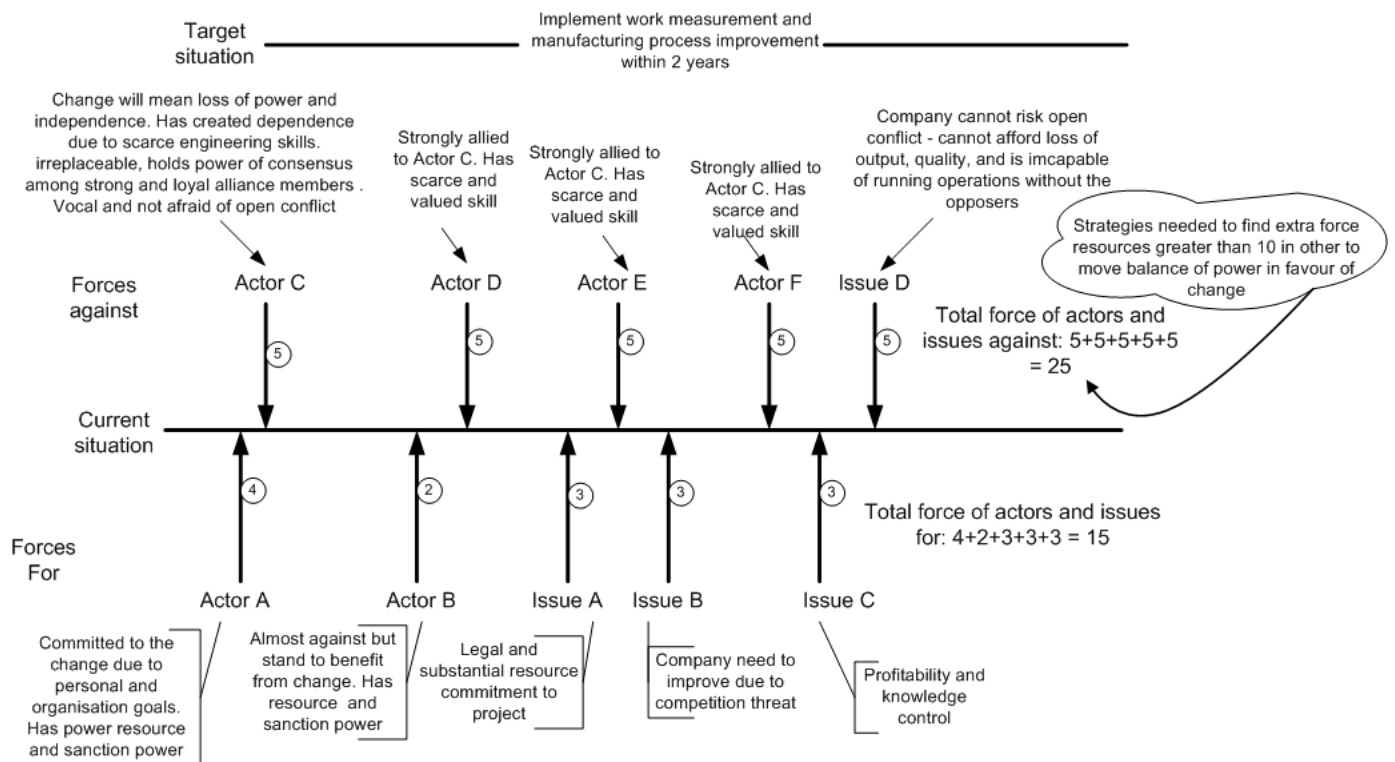 Target
situation
Implement work measurement and
manufacturing process improvement
within 2 years
Change will mean loss of power and
independence. Has created dependence
due to scarce engineering skills.
irreplaceable, holds power of consensus
among strong and loyal alliance members .
Vocal and not afraid of open conflict
Strongly allied
to Actor C. Has
scarce and
valued skill
Strongly allied to
Actor C. Has
scarce and
valued skill
Strongly allied to
Actor C. Has
scarce and
valued skill
Company cannot risk open
conflict - cannot afford loss of
output, quality, and is imcapable
of running operations without the
opposers
Strategies needed to find extra force
resources greater than 10 in other to
move balance of power in favour of
change
Forces
against
Actor C
Actor D
Actor E
Actor F
Issue D
5
5
5
5
5
Total force of actors and
issues against: 5+5+5+5+5
= 25
Current
situation
4
2
3
3
3
Total force of actors and issues
for: 4+2+3+3+3 = 15
Forces
For
Actor A
Actor B
Issue A
Issue B
Issue C
Committed to the
change due to
personal and
organisation goals.
Has power resource
and sanction power
Almost against but
stand to benefit
from change. Has
resource and
sanction power
Legal and
substantial resource
commitment to
project
Company need to
improve due to
competition threat
Profitability and
knowledge
control